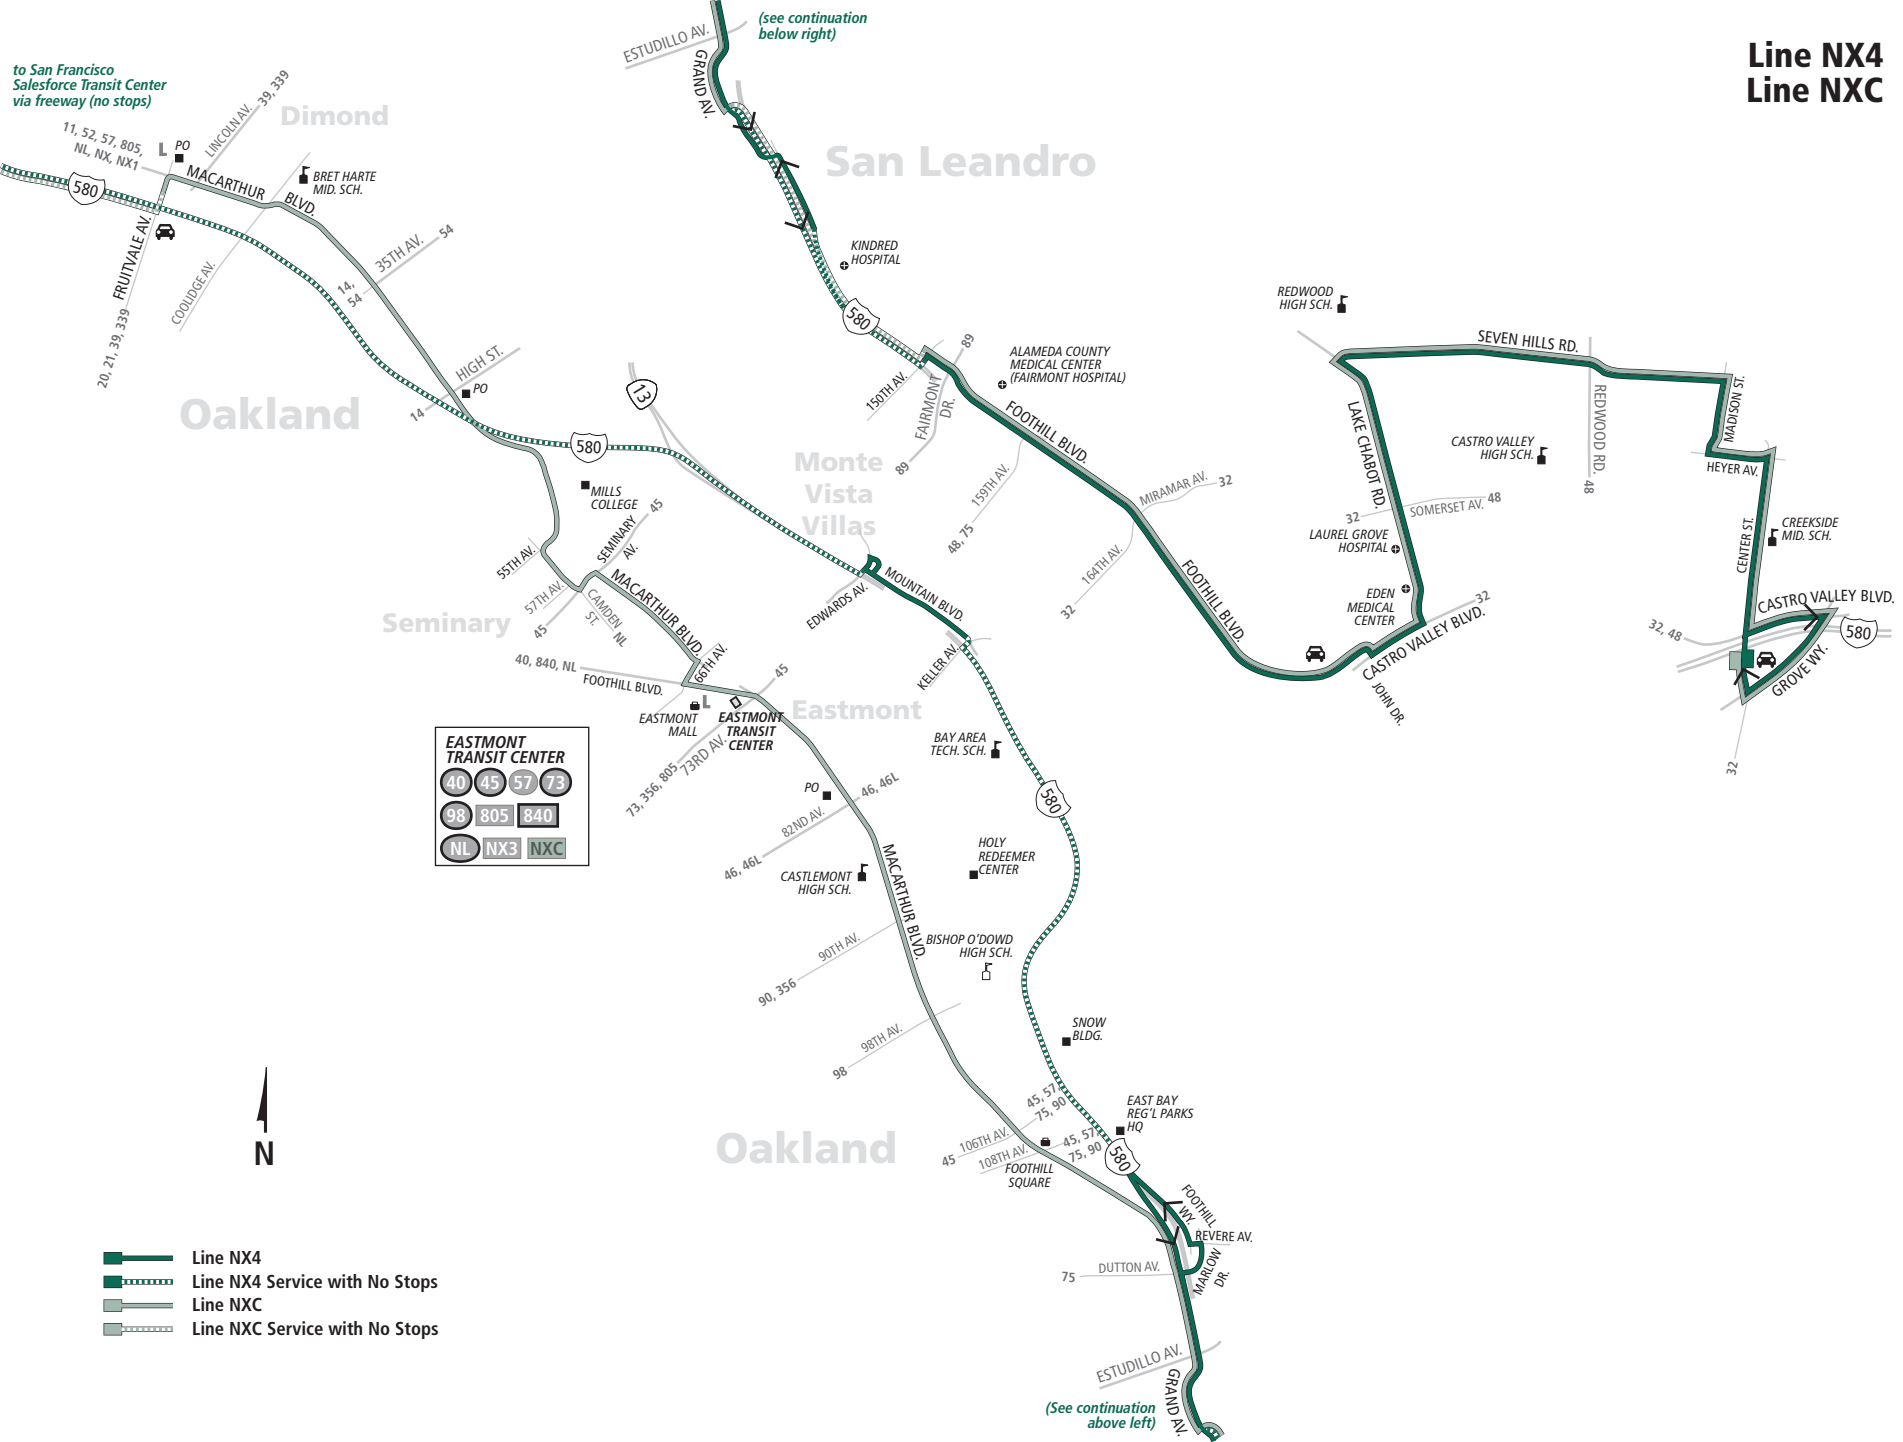 Line NX4
Line NXC
(see continuation
below right)
to San Francisco
Salesforce Transit Center
via freeway (no stops)
ESTUDILLO AV.
GRAND AV.
Dimond
San Leandro
11, 52, 57, 805,
NL, NX, NX1
L
PO
LINCOLN AV.
39, 339
MACARTHUR
BLVD.
BRET HARTE
MID. SCH.
580
FRUITVALE AV.
20, 21, 39, 339
COOLIDGE AV.
35TH AV.
54
14,
54
HIGH ST.
14
PO
Oakland
580
13
MILLS
COLLEGE
SEMINARY
AV.
45
55TH AV.
57TH AV.
45
CAMDEN
ST.
NL
MACARTHUR BLVD.
Seminary
40, 840, NL
FOOTHILL BLVD.
66TH AV.
45
EASTMONT
MALL
L
EASTMONT
TRANSIT
CENTER
73RD AV.
73, 356, 805
Eastmont
EASTMONT
TRANSIT CENTER
40
45
57
73
98
805
840
NL
NX3
NXC
Monte
Vista
Villas
EDWARDS AV.
MOUNTAIN BLVD.
KELLER AV.
BAY AREA
TECH. SCH.
580
PO
82ND AV.
46, 46L
46, 46L
CASTLEMONT
HIGH SCH.
HOLY
REDEEMER
CENTER
MACARTHUR BLVD.
90TH AV.
90, 356
BISHOP O'DOWD
HIGH SCH.
98TH AV.
98
SNOW
BLDG.
45, 57,
75, 90
106TH AV.
45
108TH AV.
45, 57,
75, 90
FOOTHILL
SQUARE
EAST BAY
REG'L PARKS
HQ
580
Oakland
FOOTHILL
WY.
REVERE AV.
MARLOW
DR.
DUTTON AV.
75
ESTUDILLO AV.
GRAND AV.
(See continuation
above left)
KINDRED
HOSPITAL
580
150TH AV.
FAIRMONT
DR.
89
89
ALAMEDA COUNTY
MEDICAL CENTER
(FAIRMONT HOSPITAL)
FOOTHILL BLVD.
159TH AV.
48, 75
MIRAMAR AV.
32
164TH AV.
32
FOOTHILL BLVD.
REDWOOD
HIGH SCH.
SEVEN HILLS RD.
LAKE CHABOT RD.
REDWOOD RD.
48
CASTRO VALLEY
HIGH SCH.
SOMERSET AV.
48
32
LAUREL GROVE
HOSPITAL
EDEN
MEDICAL
CENTER
32
CASTRO VALLEY BLVD.
JOHN DR.
MADISON ST.
HEYER AV.
CENTER ST.
CREEKSIDE
MID. SCH.
CASTRO VALLEY BLVD.
32, 48
580
GROVE WY.
32
N
Line NX4
Line NX4 Service with No Stops
Line NXC
Line NXC Service with No Stops